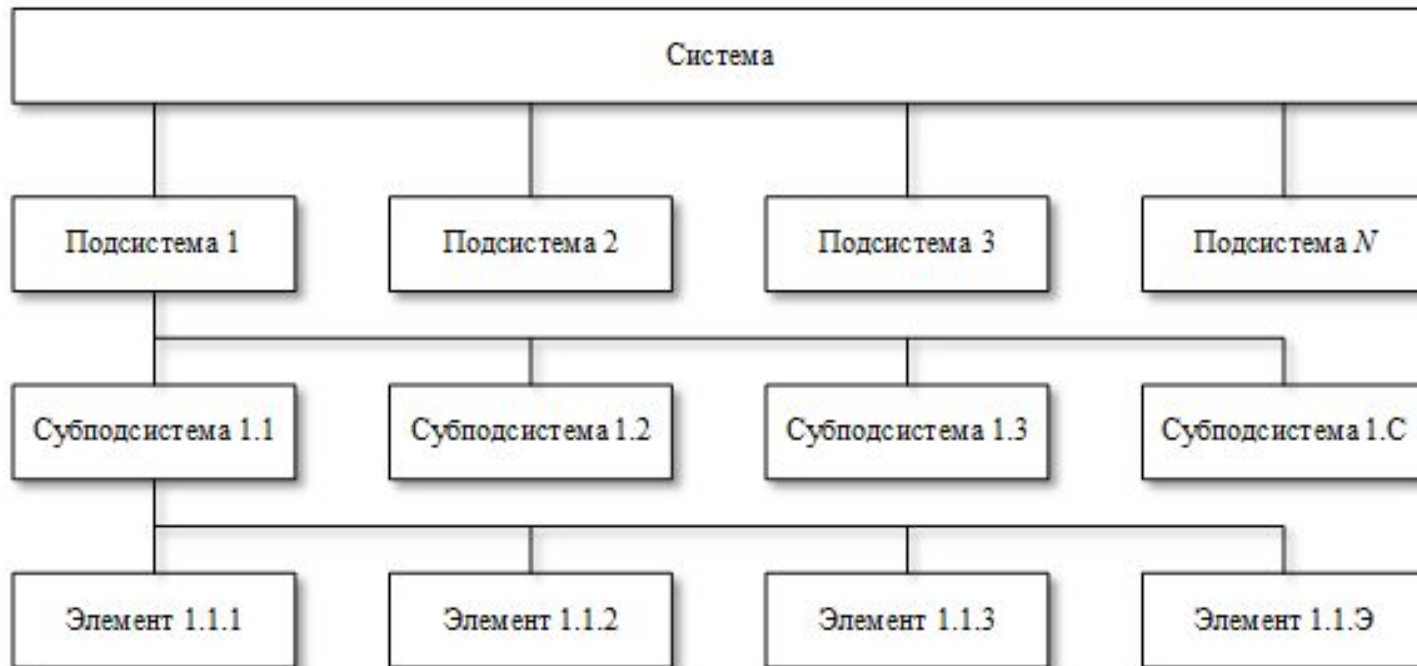 Система
Подсистема 1
Подсистема 2
Подсистема 3
Подсистема N
Субподсистема 1.1
Субподсистема 1.2
Субподсистема 1.3
Субподсистема 1.С
Элемент 1.1.1
Элемент 1.1.2
Элемент 1.1.3
Элемент 1.1.Э